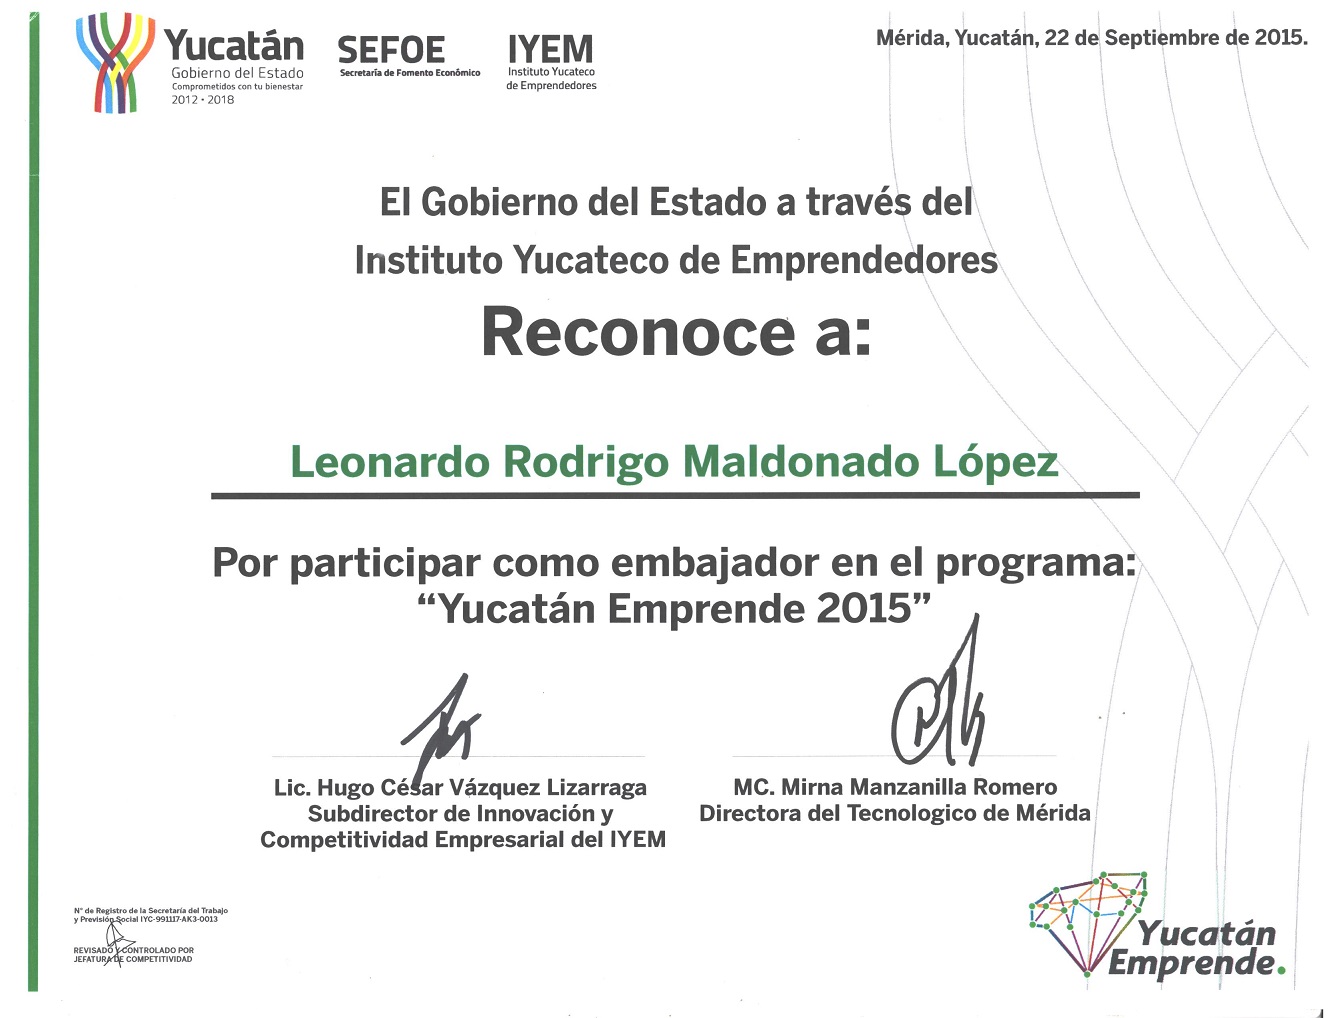 Yucatán
Gobierno del Estado
Comprometidos con tu bienestar
2012 • 2018
SEFOE
Secretaría de Fomento Económico
IYEM
Instituto Yucateco
de Emprendedores
Mérida, Yucatán, 22 de Septiembre de 2015.
El Gobierno del Estado a través del
Instituto Yucateco de Emprendedores
Reconoce a:
Leonardo Rodrigo Maldonado López
Por participar como embajador en el programa:
“Yucatán Emprende 2015”
Lic. Hugo César Vázquez Lizarraga
Subdirector de Innovación y
Competitividad Empresarial del IYEM
MC. Mirna Manzanilla Romero
Directora del Tecnologico de Mérida
N° de Registro de la Secretaría del Trabajo
y Previsión Social IYC-991117-AK3-0013
REVISADO Y CONTROLADO POR
JEFATURA DE COMPETITIVIDAD
Yucatán
Emprende.